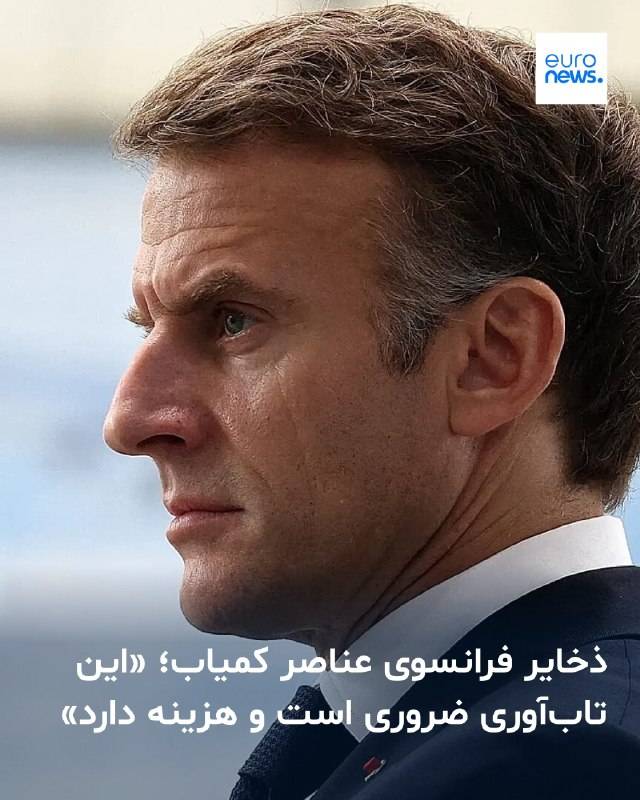 euro
news.
ذخایر فرانسوی عناصر کمیاب؛ «این
تاب‌آوری ضروری است و هزینه دارد»